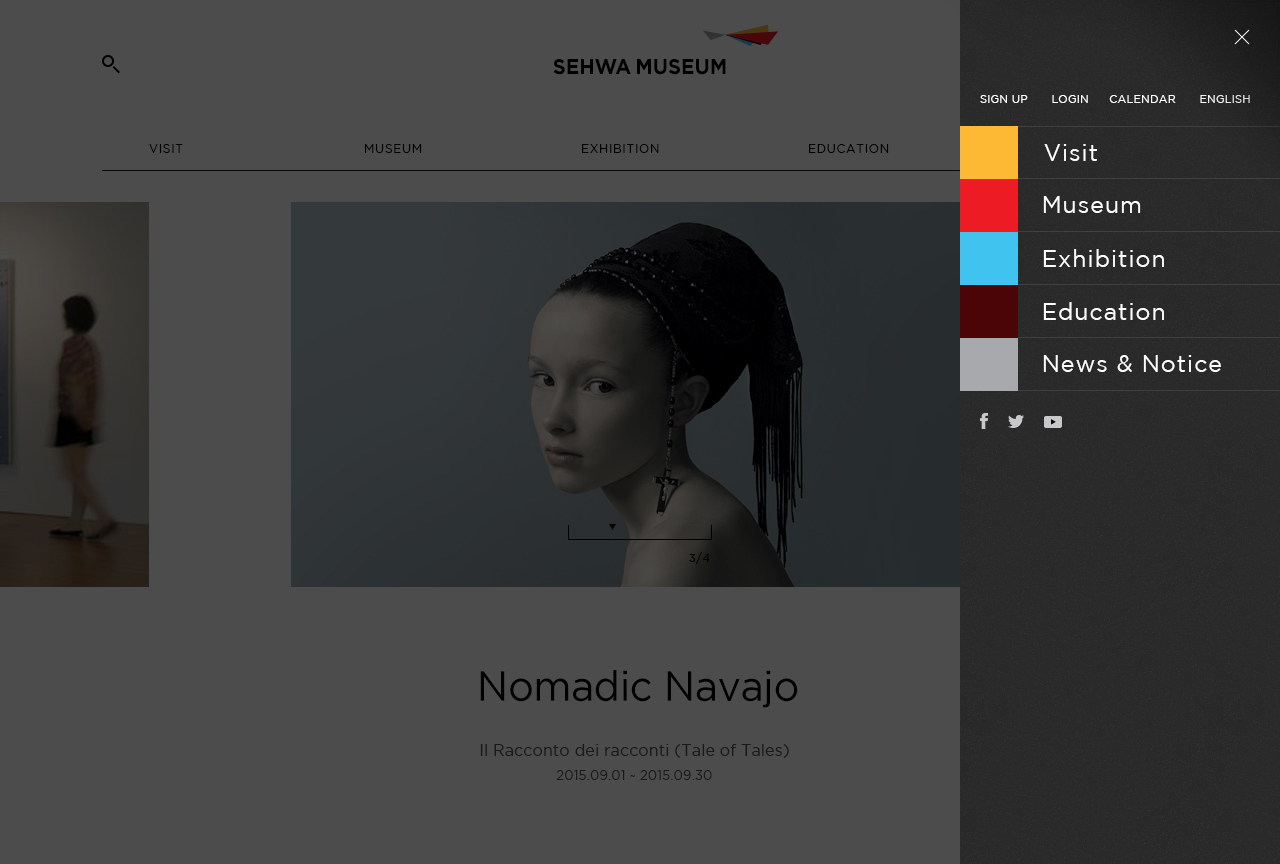 SEHWA MUSEUM
VISIT MUSEUM EXHIBITION EDUCATION
3/4
Nomadic Navajo
Il Racconto dei racconti (Tale of Tales)
2015.09.01 ~ 2015.09.30
SIGN UP LOGIN CALENDAR ENGLISH
Visit
Museum
Exhibition
Education
News & Notice